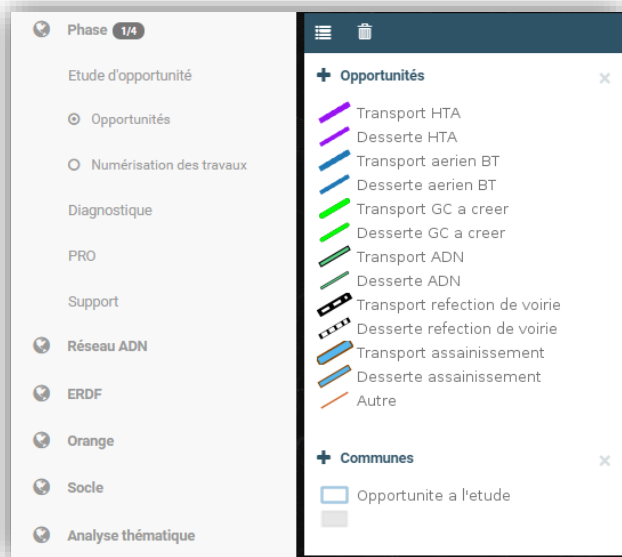 Phase 1/4
Etude d'opportunité
Opportunités
Numérisation des travaux
Diagnostique
PRO
Support
Réseau ADN
ERDF
Orange
Socle
Analyse thématique
Opportunités
Transport HTA
Desserte HTA
Transport aerien BT
Desserte aerien BT
Transport GC a creer
Desserte GC a creer
Transport ADN
Desserte ADN
Transport refection de voirie
Desserte refection de voirie
Transport assainissement
Desserte assainissement
Autre
Communes
Opportunite a l'etude